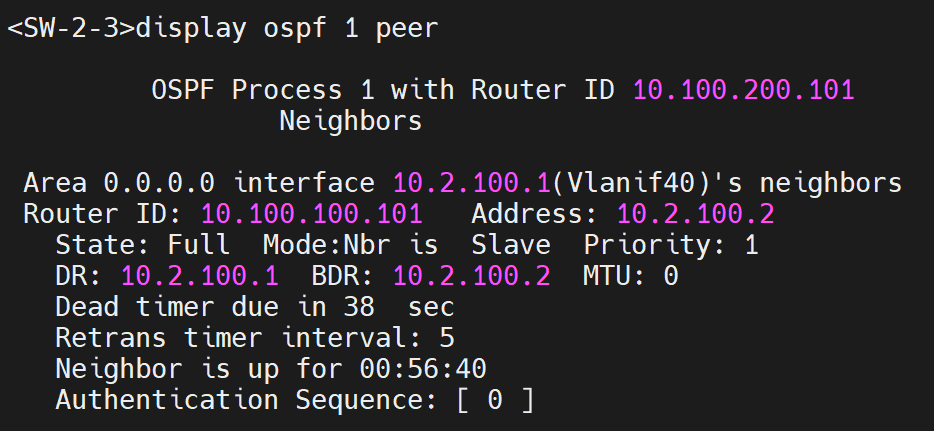 <SW-2-3>display ospf 1 peer
OSPF Process 1 with Router ID 10.100.200.101
Neighbors
Area 0.0.0.0 interface 10.2.100.1(Vlanif40)'s neighbors
Router ID: 10.100.100.101   Address: 10.2.100.2
State: Full  Mode:Nbr is  Slave  Priority: 1
DR: 10.2.100.1  BDR: 10.2.100.2  MTU: 0
Dead timer due in 38  sec
Retrans timer interval: 5
Neighbor is up for 00:56:40
Authentication Sequence: [ 0 ]